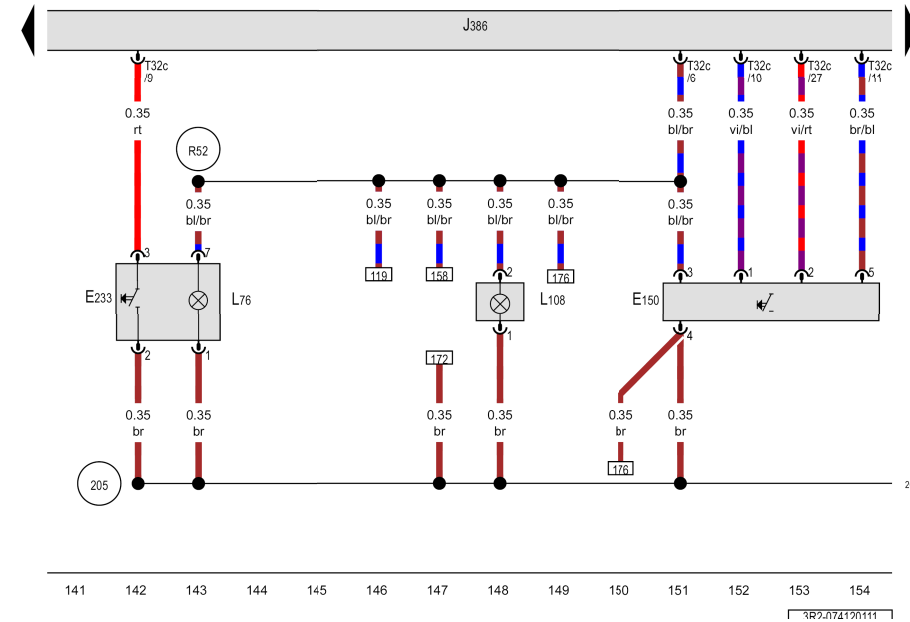 J386
T32c /9
T32c /6
T32c /10
T32c /27
T32c /11
0.35 rt
0.35 bl/br
0.35 vi/bl
0.35 vi/rt
0.35 br/bl
R52
0.35 bl/br
0.35 bl/br
0.35 bl/br
0.35 bl/br
0.35 bl/br
0.35 bl/br
3 7 2 3 1 2 5
119 158 176
E233 L76 L108 E150
2 1 1 4
172
0.35 br
0.35 br
0.35 br
0.35 br
0.35 br
0.35 br
176
205
2
141 142 143 144 145 146 147 148 149 150 151 152 153 154
3R2-074120111